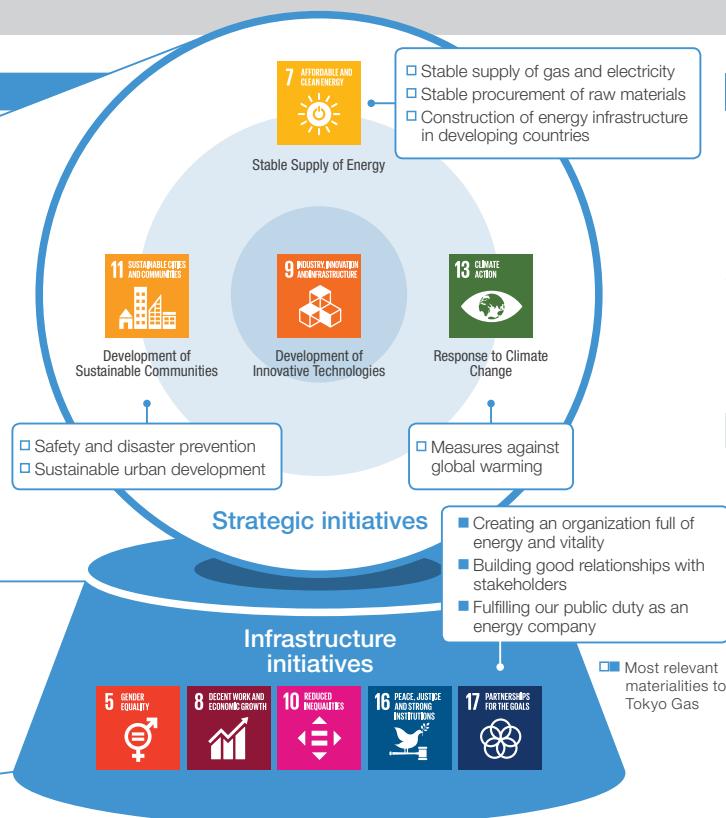 7 AFFORDABLE AND
CLEAN ENERGY
Stable Supply of Energy
□ Stable supply of gas and electricity
□ Stable procurement of raw materials
□ Construction of energy infrastructure
in developing countries
11 SUSTAINABLE CITIES
AND COMMUNITIES
Development of
Sustainable Communities
9 INDUSTRY, INNOVATION
AND INFRASTRUCTURE
Development of
Innovative Technologies
13 CLIMATE
ACTION
Response to Climate
Change
□ Safety and disaster prevention
□ Sustainable urban development
□ Measures against
global warming
Strategic initiatives
■ Creating an organization full of
energy and vitality
■ Building good relationships with
stakeholders
■ Fulfilling our public duty as an
energy company
Infrastructure
initiatives
□■ Most relevant
materialities to
Tokyo Gas
5 GENDER
EQUALITY
8 DECENT WORK AND
ECONOMIC GROWTH
10 REDUCED
INEQUALITIES
16 PEACE, JUSTICE
AND STRONG
INSTITUTIONS
17 PARTNERSHIPS
FOR THE GOALS